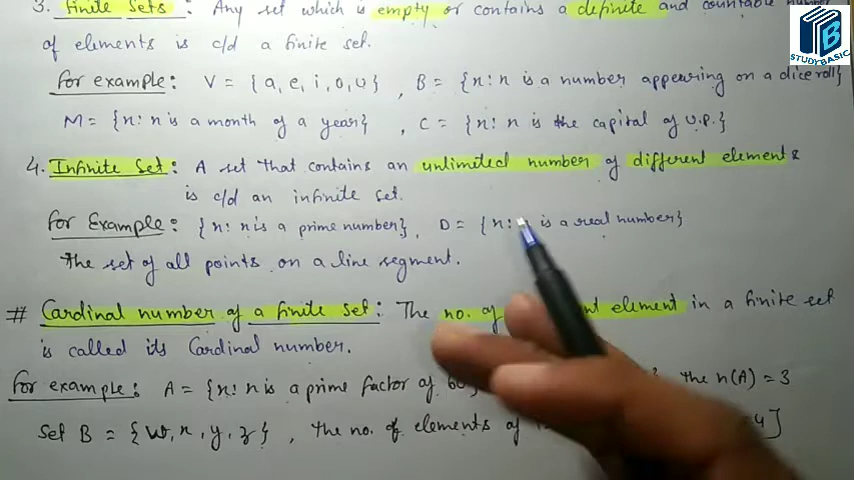 3. Finite Sets : Any set which is empty or contains a definite and countable number
of elements is c/d a finite set.
For example : V = { a, e, i, o, u } , B = {x: x is a number appearing on a dice roll}
M = {x: x is a month of a year} , C = {x: x is the capital of U.P.}
4. Infinite Set : A set that contains an unlimited number of different elements
is c/d an infinite set.
For Example : {x: x is a prime number}, D = {x: x is a real number}
The set of all points on a line segment.
# Cardinal number of a finite set : The no. of element in a finite set
is called its Cardinal number.
For example : A = {x: x is a prime factor of 60} the n(A) = 3
Set B = {w, x, y, z} , the no. of elements of 4]
B
STUDYBASIC